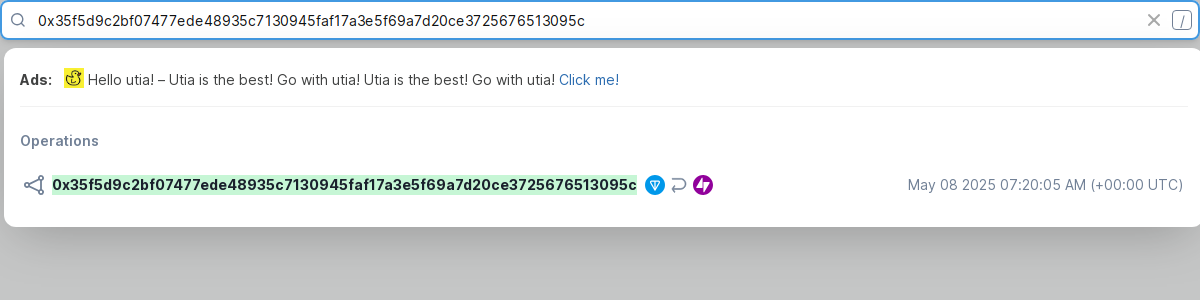 0x35f5d9c2bf07477ede48935c7130945faf17a3e5f69a7d20ce3725676513095c /
Ads: Hello utia! – Utia is the best! Go with utia! Utia is the best! Go with utia! Click me!
Operations
0x35f5d9c2bf07477ede48935c7130945faf17a3e5f69a7d20ce3725676513095c May 08 2025 07:20:05 AM (+00:00 UTC)